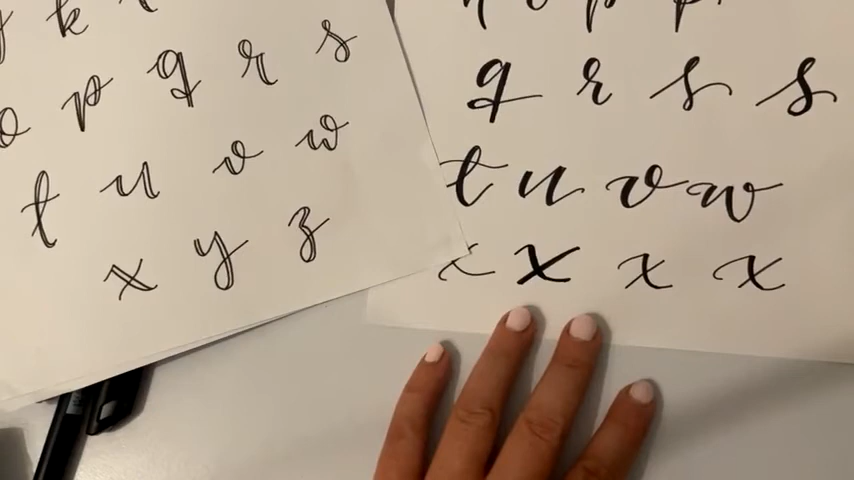 k
o p q r s
t u v w
x y z
q r s s
t u v w
x x x x